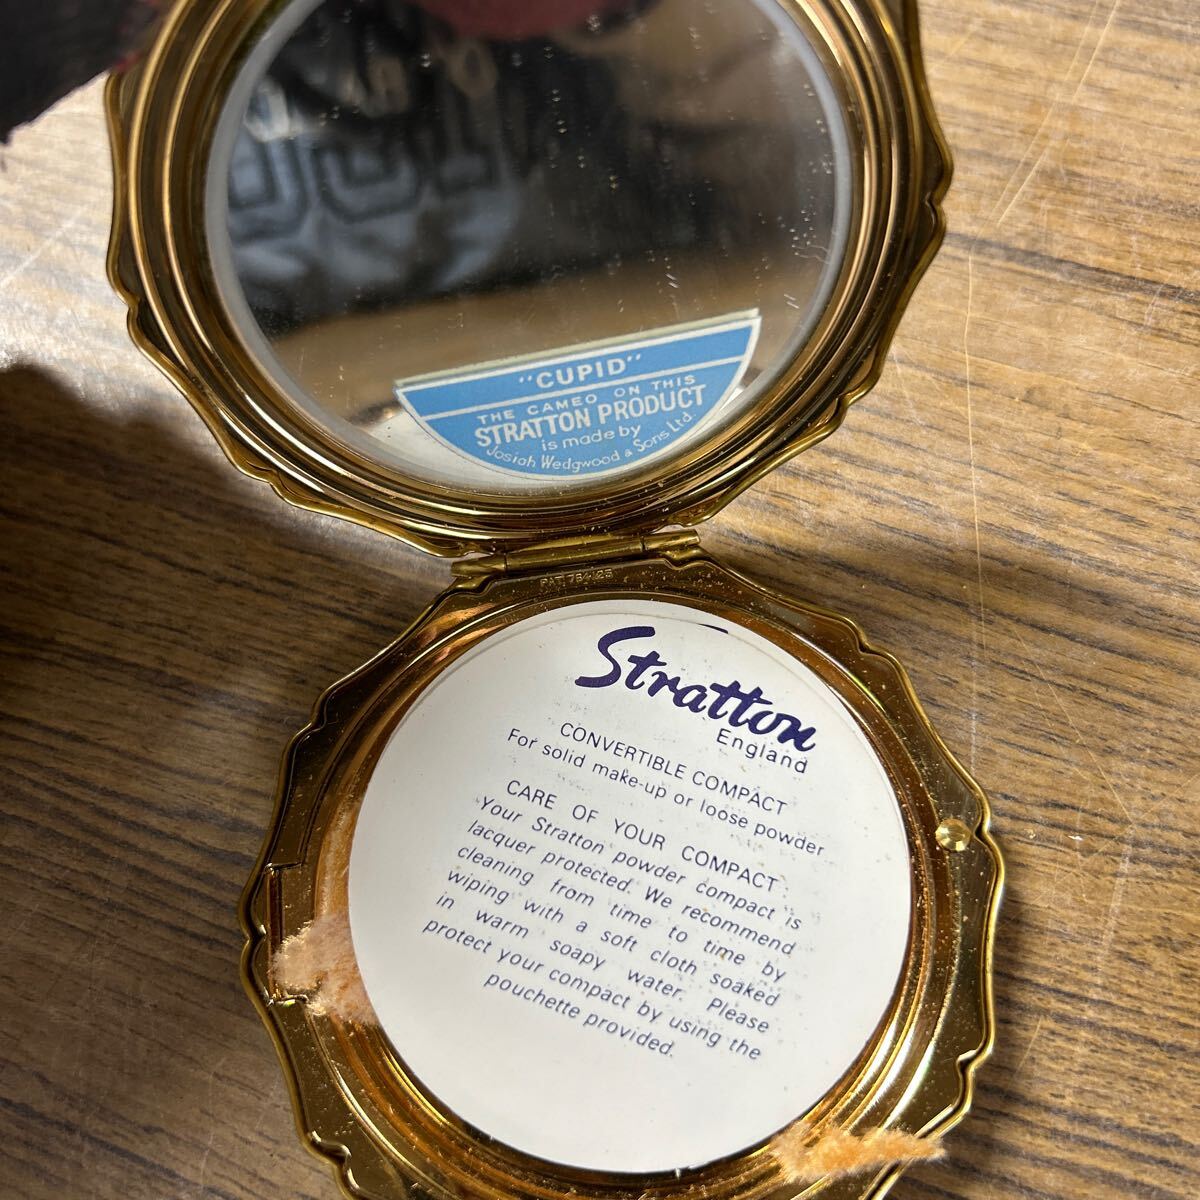 "CUPID"
THE CAMEO ON THIS
STRATTON PRODUCT
is made by
Josiah Wedgwood & Sons Ltd.
PAT. 764125
Stratton
England
CONVERTIBLE COMPACT
For solid make-up or loose powder
CARE OF YOUR COMPACT
Your Stratton powder compact is
lacquer protected. We recommend
cleaning from time to time by
wiping with a soft cloth soaked
in warm soapy water. Please
protect your compact by using the
pouchette provided.